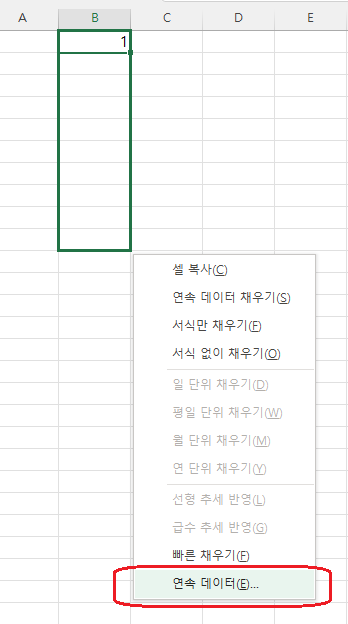 A B C D E
1
셀 복사(C)
연속 데이터 채우기(S)
서식만 채우기(F)
서식 없이 채우기(O)
일 단위 채우기(D)
평일 단위 채우기(W)
월 단위 채우기(M)
연 단위 채우기(Y)
선형 추세 반영(L)
급수 추세 반영(G)
빠른 채우기(F)
연속 데이터(E)...